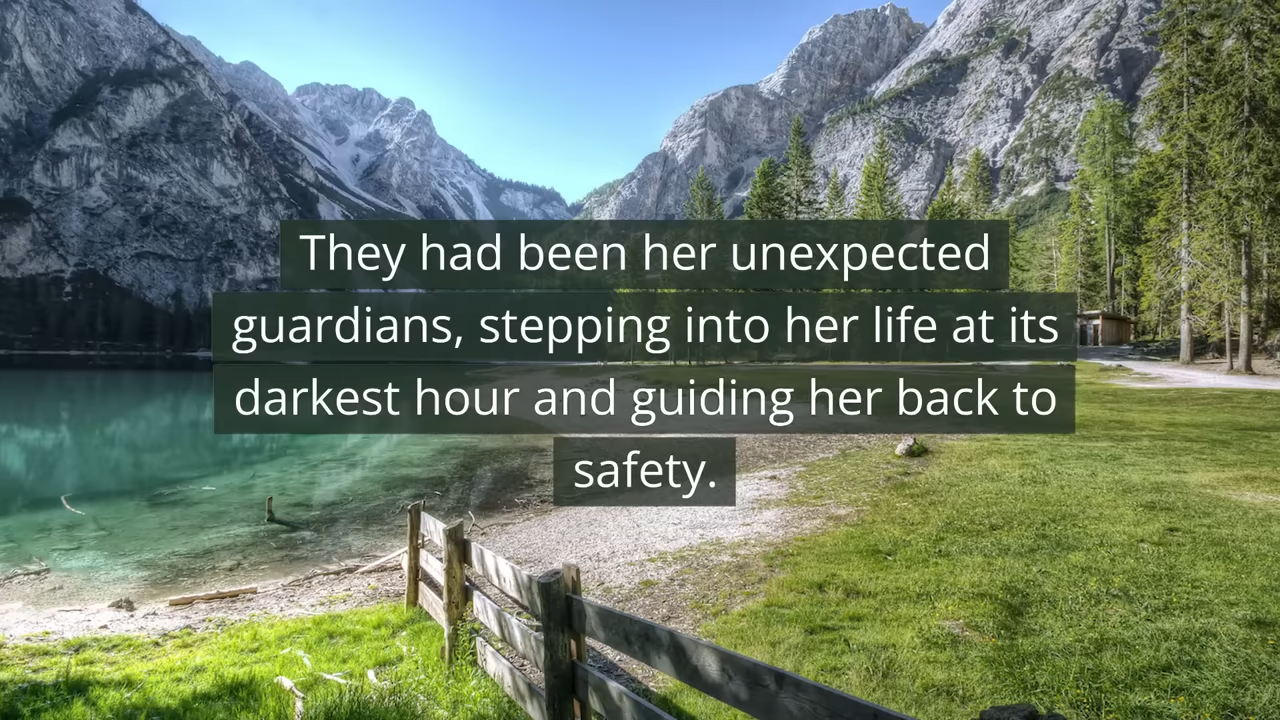 They had been her unexpected
guardians, stepping into her life at its
darkest hour and guiding her back to
safety.